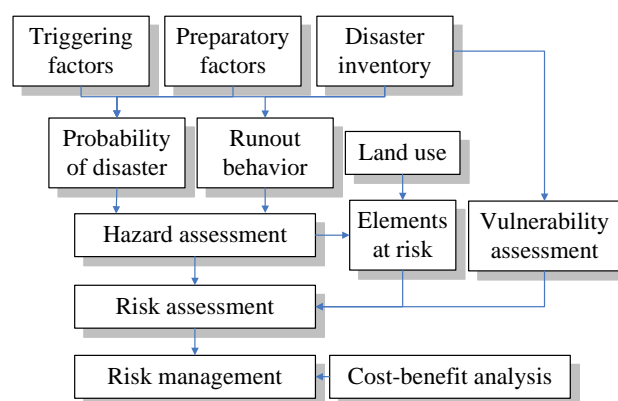 Triggering
factors
Preparatory
factors
Disaster
inventory
Probability
of disaster
Runout
behavior
Land use
Hazard assessment
Elements
at risk
Vulnerability
assessment
Risk assessment
Risk management
Cost-benefit analysis